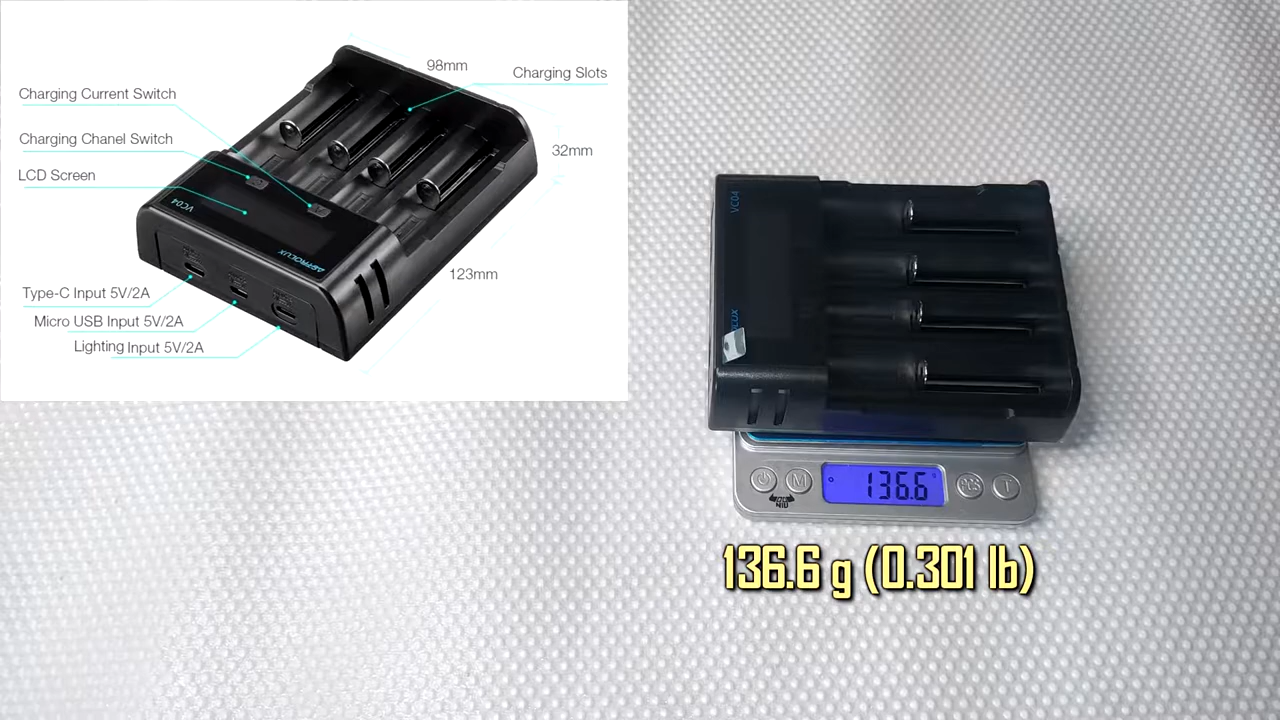 98mm
Charging Slots
Charging Current Switch
Charging Chanel Switch
32mm
LCD Screen
VC04
ASTROLUX
123mm
Type-C Input 5V/2A
Micro USB Input 5V/2A
Lighting Input 5V/2A
VC04
M
136.6
PCS
T
136.6 g (0.301 lb)